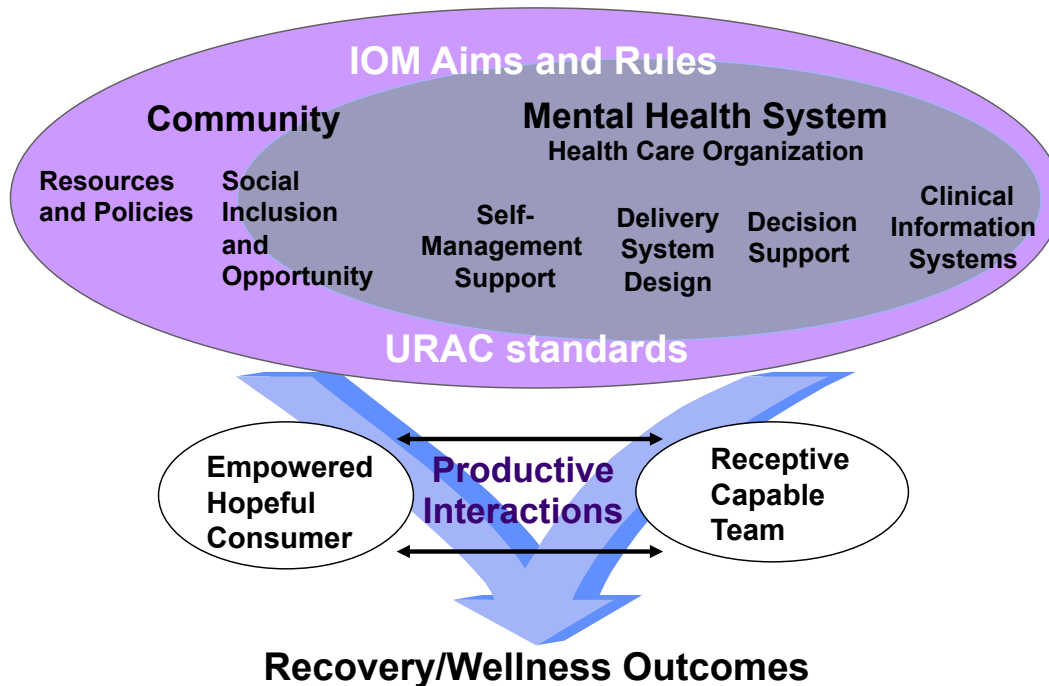 IOM Aims and Rules
Community
Mental Health System
Health Care Organization
Resources
and Policies
Social
Inclusion
and
Opportunity
Self-
Management
Support
Delivery
System
Design
Decision
Support
Clinical
Information
Systems
URAC standards
Empowered
Hopeful
Consumer
Productive
Interactions
Receptive
Capable
Team
Recovery/Wellness Outcomes